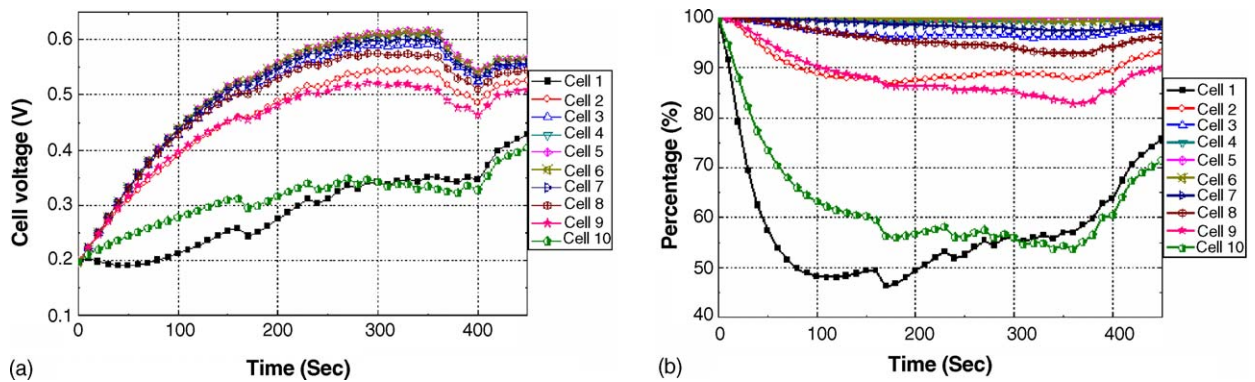 0.6
0.5
0.4
0.3
0.2
0.1
Cell voltage (V)
0
100
200
300
400
Time (Sec)
Cell 1
Cell 2
Cell 3
Cell 4
Cell 5
Cell 6
Cell 7
Cell 8
Cell 9
Cell 10
(a)
100
90
80
70
60
50
40
Percentage (%)
0
100
200
300
400
Time (Sec)
Cell 1
Cell 2
Cell 3
Cell 4
Cell 5
Cell 6
Cell 7
Cell 8
Cell 9
Cell 10
(b)